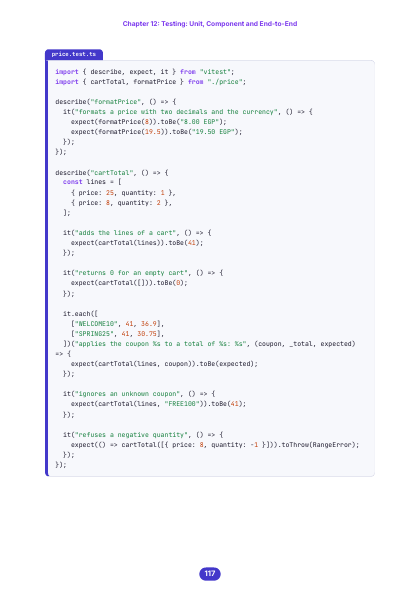 Chapter 12: Testing: Unit, Component and End-to-End
price.test.ts
import { describe, expect, it } from "vitest";
import { cartTotal, formatPrice } from "./price";
describe("formatPrice", () => {
  it("formats a price with two decimals and the currency", () => {
    expect(formatPrice(8)).toBe("8.00 EGP");
    expect(formatPrice(19.5)).toBe("19.50 EGP");
  });
});
describe("cartTotal", () => {
  const lines = [
    { price: 25, quantity: 1 },
    { price: 8, quantity: 2 },
  ];
  it("adds the lines of a cart", () => {
    expect(cartTotal(lines)).toBe(41);
  });
  it("returns 0 for an empty cart", () => {
    expect(cartTotal([])).toBe(0);
  });
  it.each([
    ["WELCOME10", 41, 36.9],
    ["SPRING25", 41, 30.75],
  ])("applies the coupon %s to a total of %s: %s", (coupon, _total, expected)
=> {
    expect(cartTotal(lines, coupon)).toBe(expected);
  });
  it("ignores an unknown coupon", () => {
    expect(cartTotal(lines, "FREE100")).toBe(41);
  });
  it("refuses a negative quantity", () => {
    expect(() => cartTotal([{ price: 8, quantity: -1 }])).toThrow(RangeError);
  });
});
117